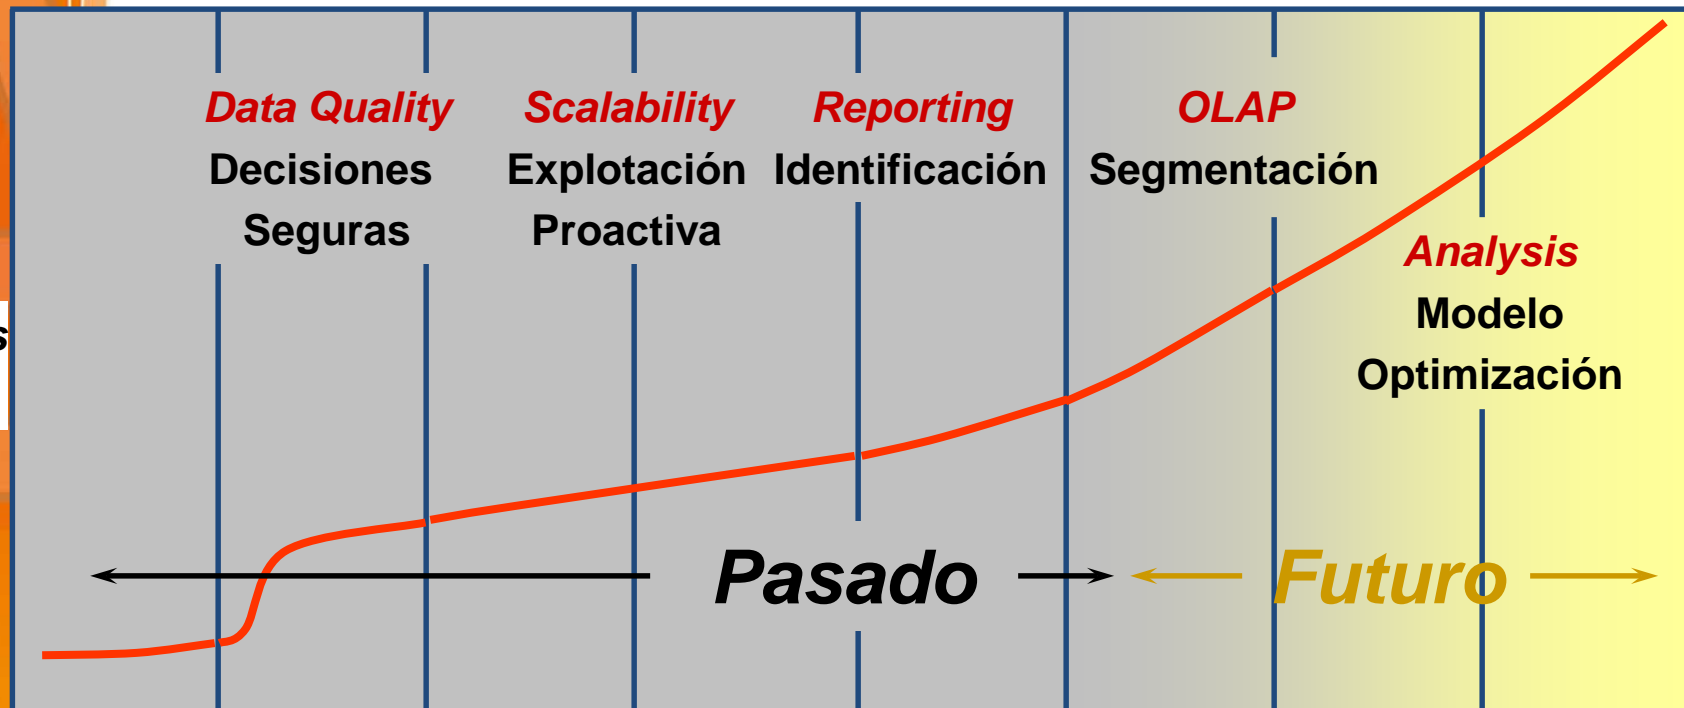 Data Quality
Decisiones
Seguras
Scalability
Explotación
Proactiva
Reporting
Identificación
OLAP
Segmentación
Analysis
Modelo
Optimización
Pasado
Futuro